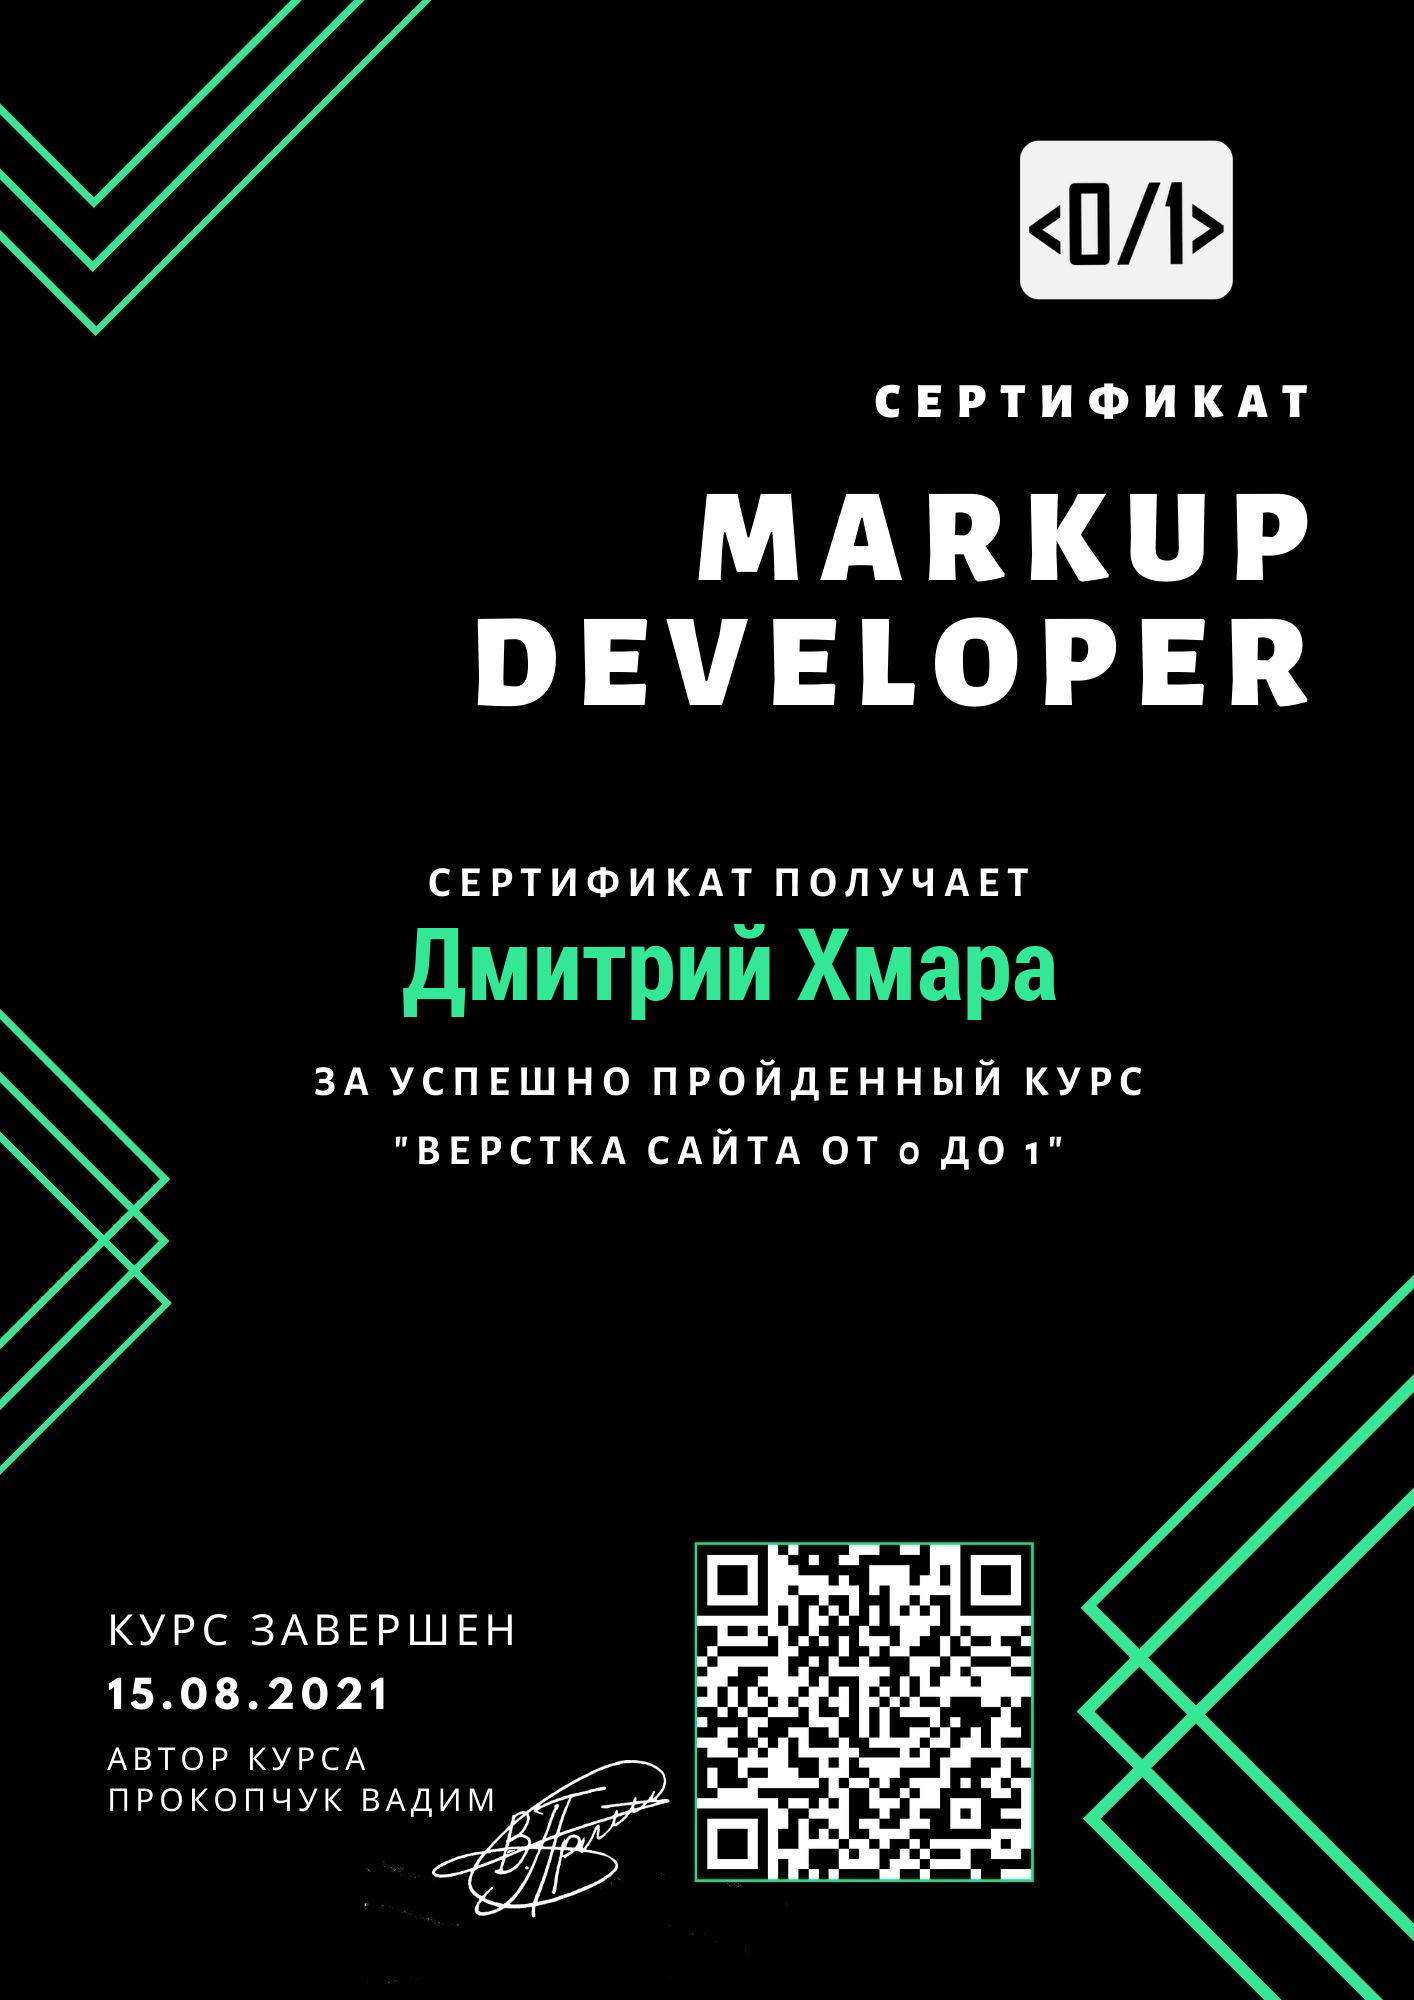 <0/1>
СЕРТИФИКАТ
MARKUP
DEVELOPER
СЕРТИФИКАТ ПОЛУЧАЕТ
Дмитрий Хмара
ЗА УСПЕШНО ПРОЙДЕННЫЙ КУРС
"ВЕРСТКА САЙТА ОТ 0 ДО 1"
КУРС ЗАВЕРШЕН
15.08.2021
АВТОР КУРСА
ПРОКОПЧУК ВАДИМ